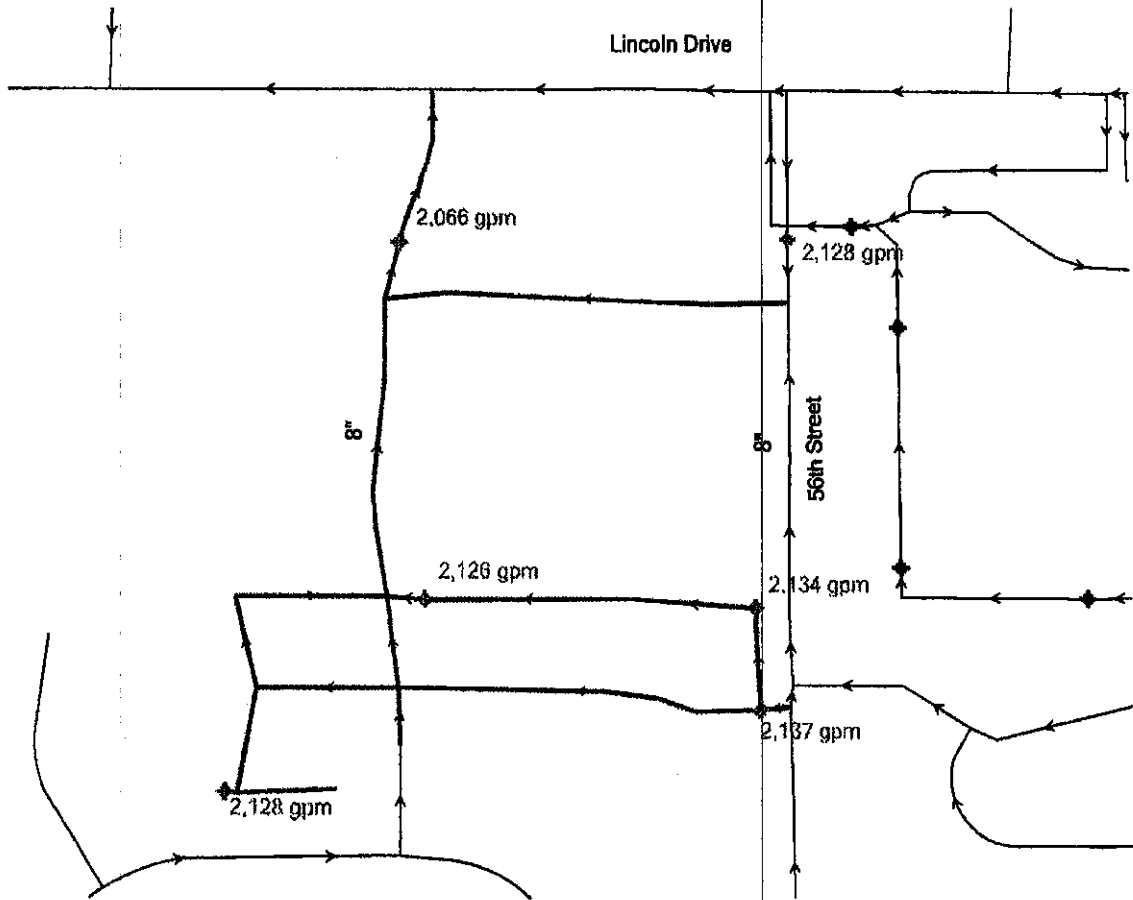 Lincoln Drive
2,066 gpm
2,128 gpm
8"
8"
56th Street
2,126 gpm
2,134 gpm
2,137 gpm
2,128 gpm